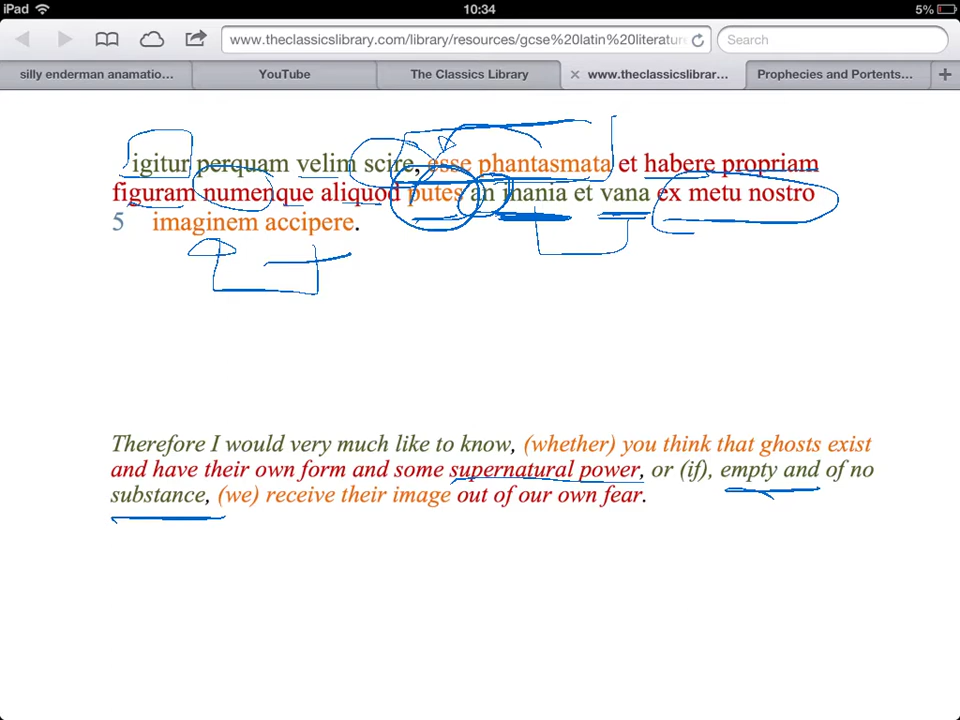 iPad 10:34 5%
www.theclassicslibrary.com/library/resources/gcse%20latin%20literatur Search
silly enderman anamatio... YouTube The Classics Library × www.theclassicslibrar... Prophecies and Portents... +
igitur perquam velim scire, esse phantasmata et habere propriam
figuram numenque aliquod putes an inania et vana ex metu nostro
5 imaginem accipere.
Therefore I would very much like to know, (whether) you think that ghosts exist
and have their own form and some supernatural power, or (if), empty and of no
substance, (we) receive their image out of our own fear.